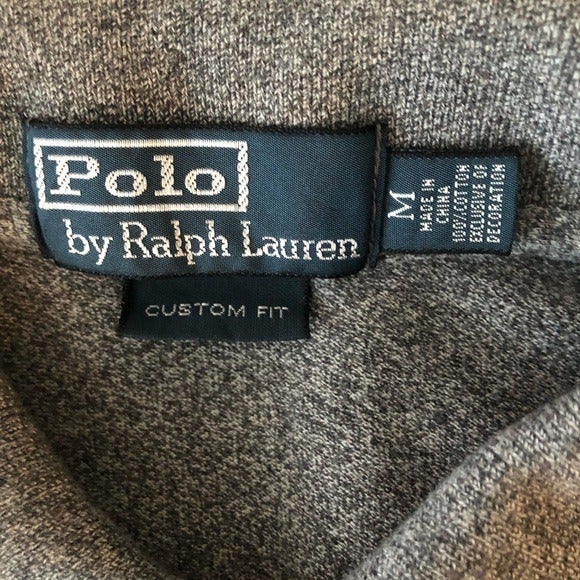 Polo
by Ralph Lauren
CUSTOM FIT
M
MADE IN
CHINA
100% COTTON
EXCLUSIVE OF
DECORATION